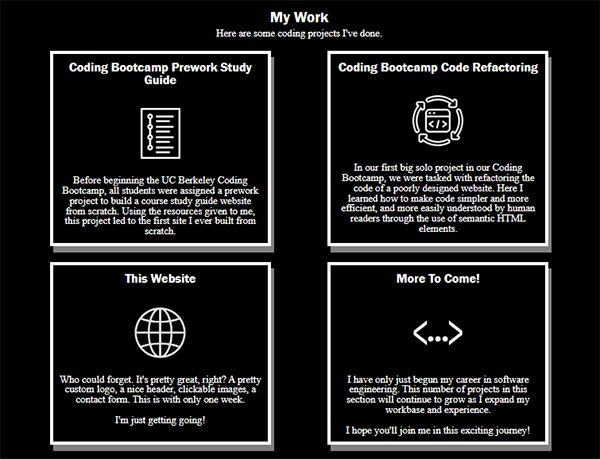 My Work
Here are some coding projects I've done.
Coding Bootcamp Prework Study
Guide
Before beginning the UC Berkeley Coding
Bootcamp, all students were assigned a prework
project to build a course study guide website
from scratch. Using the resources given to me,
this project led to the first site I ever built from
scratch.
Coding Bootcamp Code Refactoring
</>
In our first big solo project in our Coding
Bootcamp, we were tasked with refactoring the
code of a poorly designed website. Here I
learned how to make code simpler and more
efficient, and more easily understood by human
readers through the use of semantic HTML
elements.
This Website
Who could forget. It's pretty great, right? A pretty
custom logo, a nice header, clickable images, a
contact form. This is with only one week.
I'm just getting going!
More To Come!
<...>
I have only just begun my career in software
engineering. This number of projects in this
section will continue to grow as I expand my
workbase and experience.
I hope you'll join me in this exciting journey!